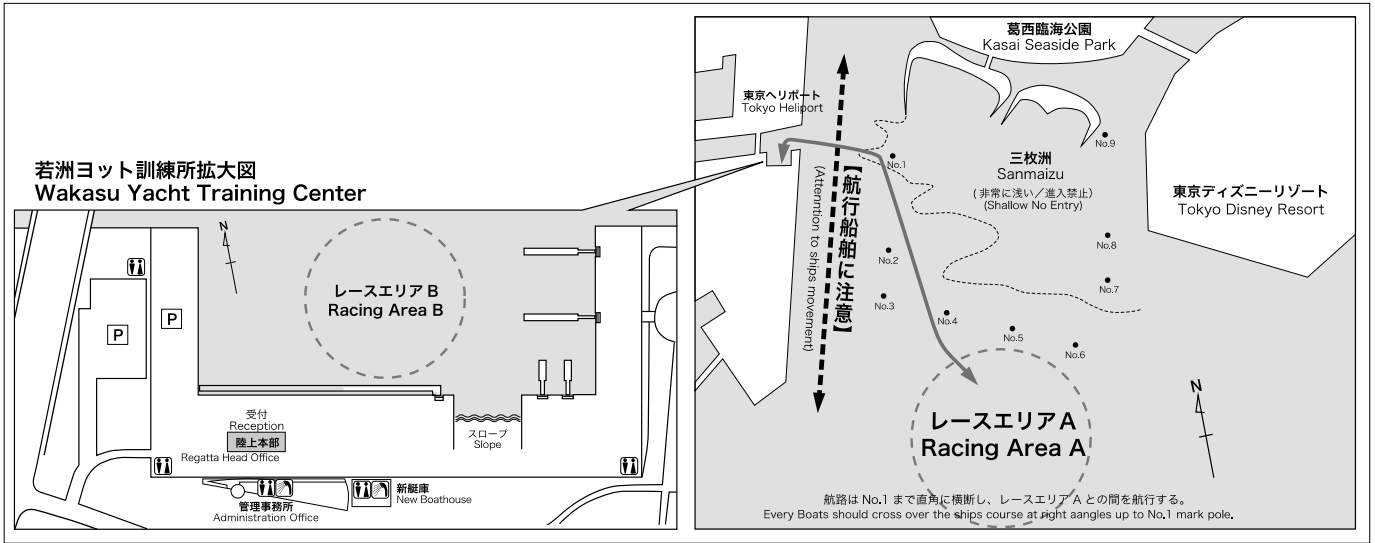 若洲ヨット訓練所拡大図
Wakasu Yacht Training Center
N
レースエリア B
Racing Area B
P
P
受付
Reception
陸上本部
Regatta Head Office
スロープ
Slope
管理事務所
Administration Office
新艇庫
New Boathouse
葛西臨海公園
Kasai Seaside Park
東京ヘリポート
Tokyo Heliport
【航行船舶に注意】
(Attenntion to ships movement)
三枚洲
Sanmaizu
(非常に浅い／進入禁止)
(Shallow No Entry)
東京ディズニーリゾート
Tokyo Disney Resort
No.9
No.1
No.8
No.2
No.7
No.3
No.4
No.5
No.6
N
レースエリア A
Racing Area A
航路は No.1 まで直角に横断し、レースエリア A との間を航行する。
Every Boats should cross over the ships course at right aangles up to No.1 mark pole.